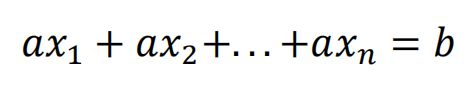 ax₁ + ax₂+...+axₙ = b